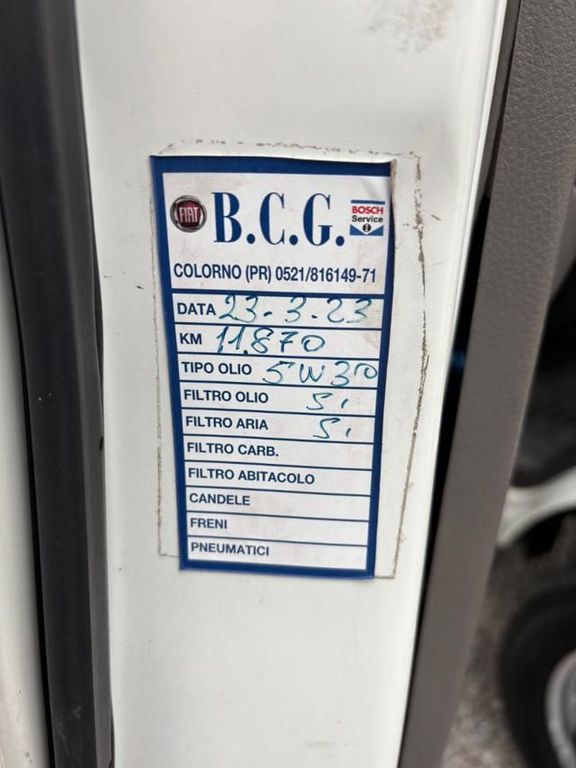 FIAT B.C.G. BOSCH Service
COLORNO (PR) 0521/816149-71
DATA 23.3.23
KM 11.870
TIPO OLIO 5W30
FILTRO OLIO Si
FILTRO ARIA Si
FILTRO CARB.
FILTRO ABITACOLO
CANDELE
FRENI
PNEUMATICI